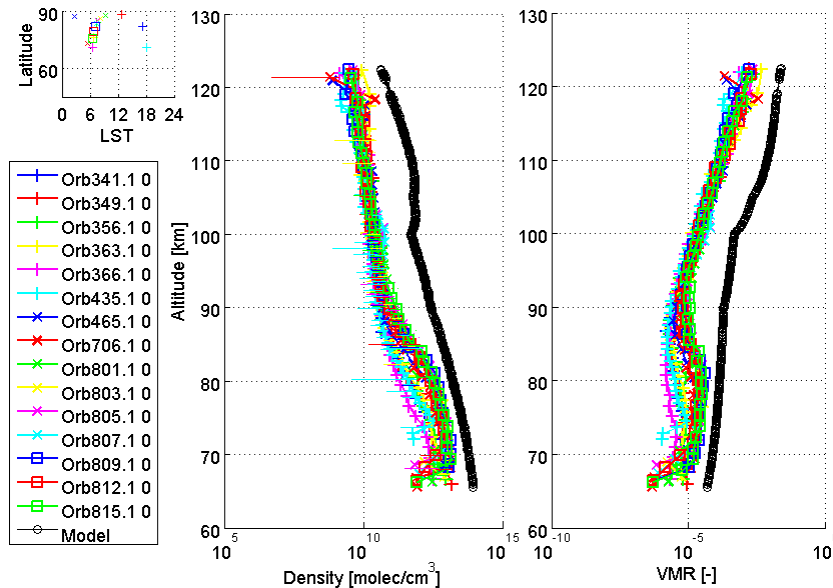 90
60
Latitude
0 6 12 18 24
LST
Orb341.1 0
Orb349.1 0
Orb356.1 0
Orb363.1 0
Orb366.1 0
Orb435.1 0
Orb465.1 0
Orb706.1 0
Orb801.1 0
Orb803.1 0
Orb805.1 0
Orb807.1 0
Orb809.1 0
Orb812.1 0
Orb815.1 0
Model
Altitude [km]
130
120
110
100
90
80
70
60
10^5 10^10 10^15
Density [molec/cm^3]
130
120
110
100
90
80
70
60
10^-10 10^-5 10^0
VMR [-]